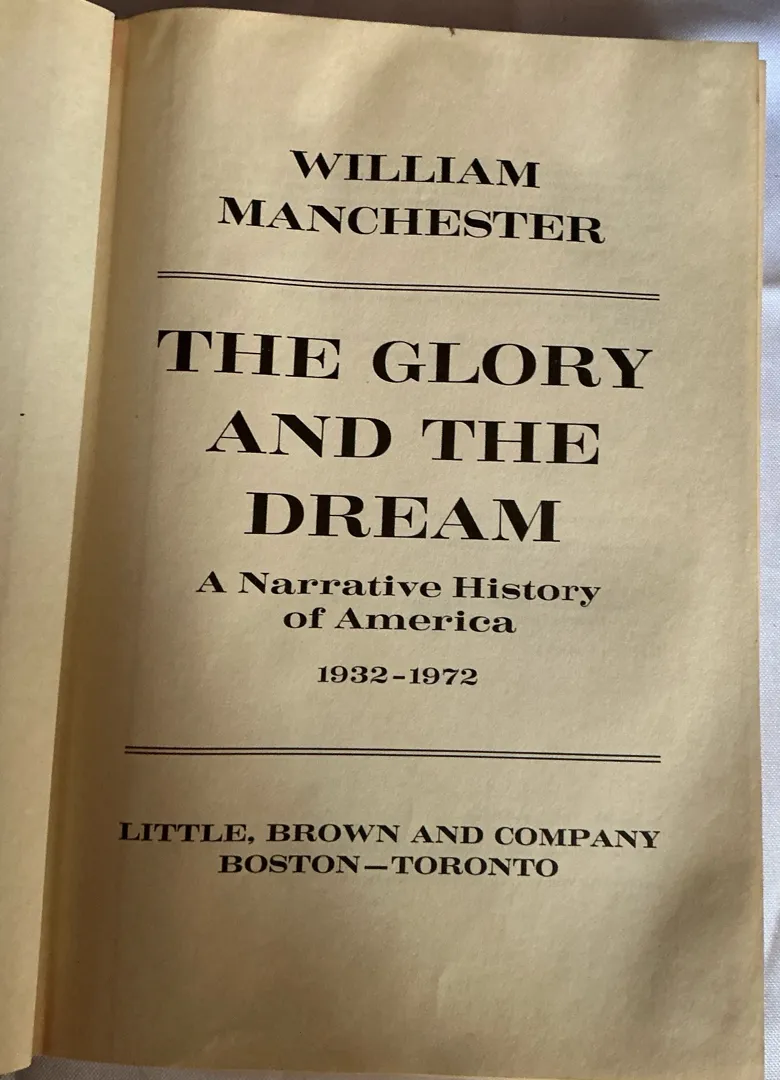 WILLIAM
MANCHESTER
THE GLORY
AND THE
DREAM
A Narrative History
of America
1932-1972
LITTLE, BROWN AND COMPANY
BOSTON—TORONTO